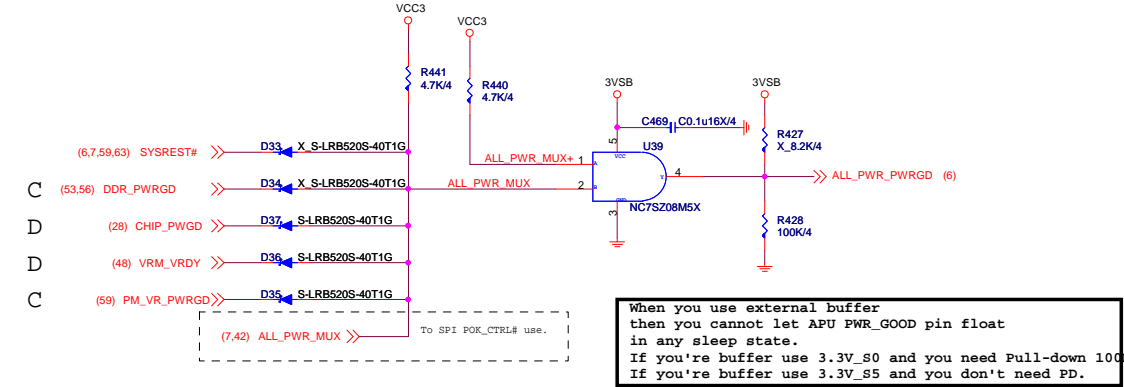 VCC3
VCC3
R441
4.7K/4
R440
4.7K/4
3VSB
3VSB
C469 C0.1u16X/4
R427
X_8.2K/4
5
U39
VCC
(6,7,59,63) SYSREST#
D33 X_S-LRB520S-40T1G
ALL_PWR_MUX+ 1
A
C (53,56) DDR_PWRGD
D34 X_S-LRB520S-40T1G
ALL_PWR_MUX 2
B
Y
4
ALL_PWR_PWRGD (6)
GND
3
NC7SZ08M5X
D (28) CHIP_PWGD
D37 S-LRB520S-40T1G
R428
100K/4
D (48) VRM_VRDY
D36 S-LRB520S-40T1G
C (59) PM_VR_PWRGD
D35 S-LRB520S-40T1G
(7,42) ALL_PWR_MUX
To SPI POK_CTRL# use.
When you use external buffer
then you cannot let APU PWR_GOOD pin float
in any sleep state.
If you're buffer use 3.3V_S0 and you need Pull-down
If you're buffer use 3.3V_S5 and you don't need PD.